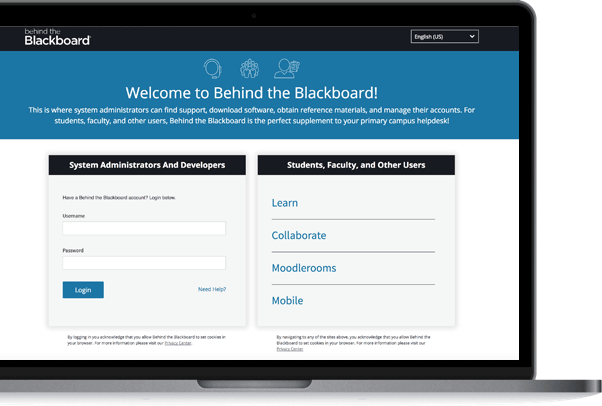 behind the
Blackboard
English (US)
Welcome to Behind the Blackboard!
This is where system administrators can find support, download software, obtain reference materials, and manage their accounts. For
students, faculty, and other users, Behind the Blackboard is the perfect supplement to your primary campus helpdesk!
System Administrators And Developers
Have a Behind the Blackboard account? Login below.
Username
Password
Login
Need Help?
By logging in you acknowledge that you allow Behind the Blackboard to set cookies in
your browser. For more information please visit our Privacy Center.
Students, Faculty, and Other Users
Learn
Collaborate
Moodlerooms
Mobile
By navigating to any of the sites above, you acknowledge that you allow Behind the
Blackboard to set cookies in your browser. For more information please visit our
Privacy Center.